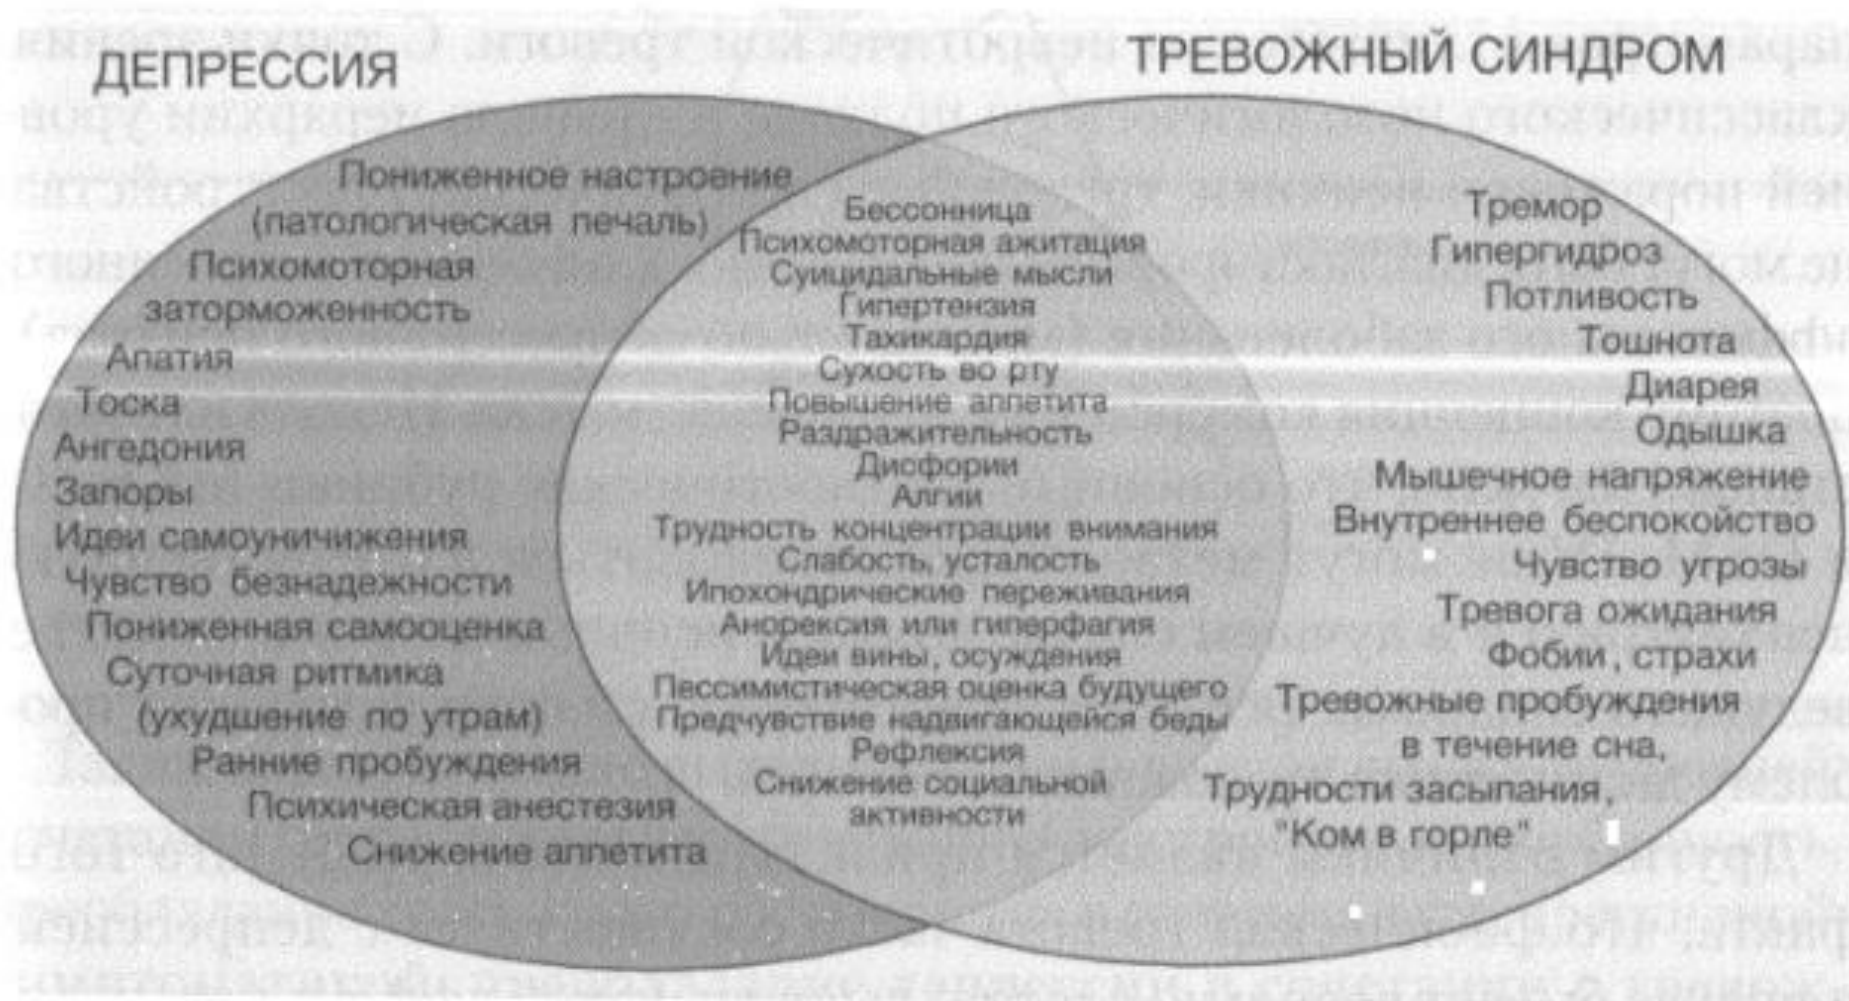 ДЕПРЕССИЯ
ТРЕВОЖНЫЙ СИНДРОМ
Пониженное настроение
(патологическая печаль)
Психомоторная
заторможенность
Апатия
Тоска
Ангедония
Запоры
Идеи самоуничижения
Чувство безнадежности
Пониженная самооценка
Суточная ритмика
(ухудшение по утрам)
Ранние пробуждения
Психическая анестезия
Снижение аппетита
Бессонница
Психомоторная ажитация
Суицидальные мысли
Гипертензия
Тахикардия
Сухость во рту
Повышение аппетита
Раздражительность
Дисфории
Алгии
Трудность концентрации внимания
Слабость, усталость
Ипохондрические переживания
Анорексия или гиперфагия
Идеи вины, осуждения
Пессимистическая оценка будущего
Предчувствие надвигающейся беды
Рефлексия
Снижение социальной
активности
Тремор
Гипергидроз
Потливость
Тошнота
Диарея
Одышка
Мышечное напряжение
Внутреннее беспокойство
Чувство угрозы
Тревога ожидания
Фобии, страхи
Тревожные пробуждения
в течение сна,
Трудности засыпания,
"Ком в горле"